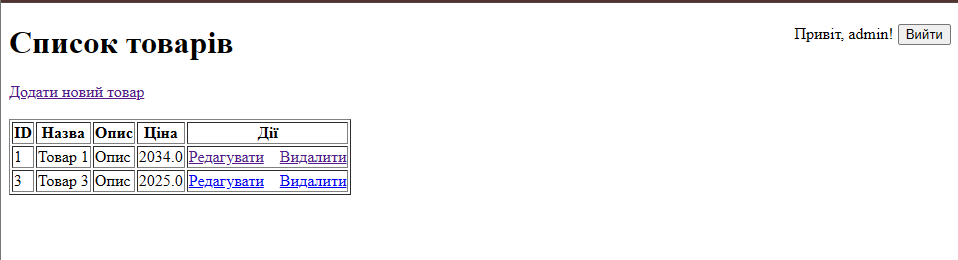 Список товарів
Привіт, admin! Вийти
Додати новий товар
ID Назва Опис Ціна Дії
1 Товар 1 Опис 2034.0 Редагувати Видалити
3 Товар 3 Опис 2025.0 Редагувати Видалити